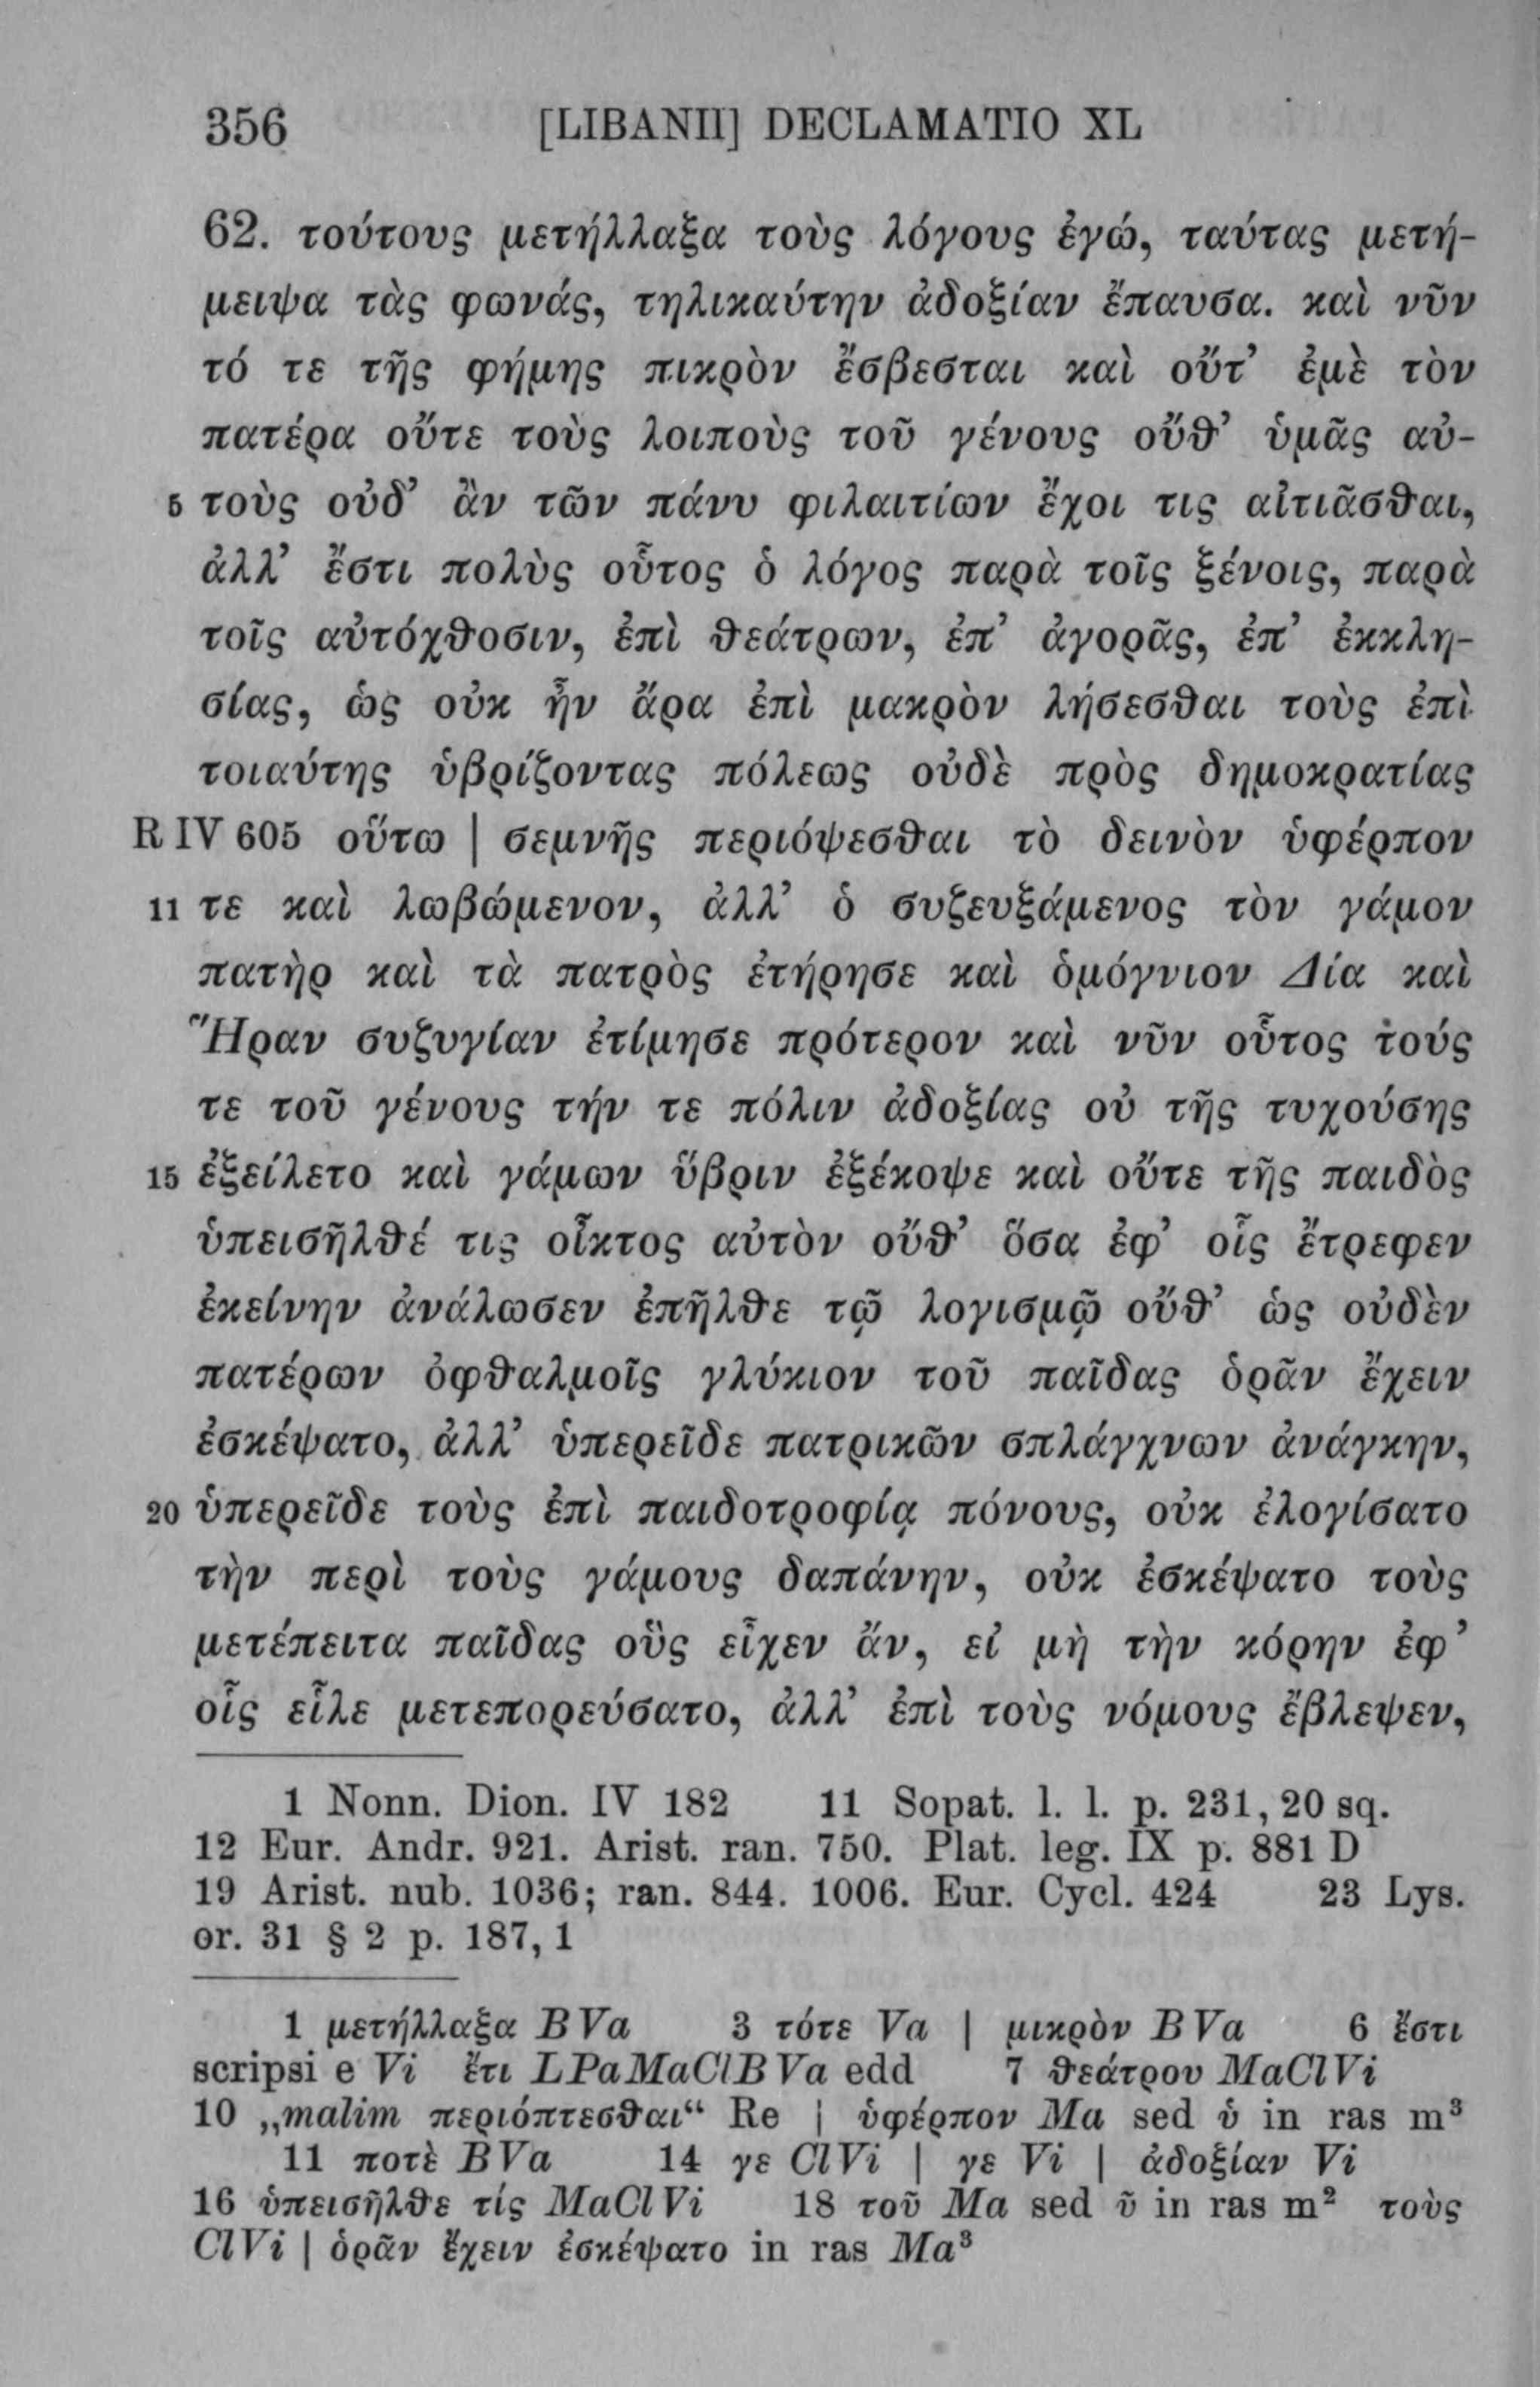 356 [LIBANII] DECLAMATIO XL
62. τούτους μετήλλαξα τοὺς λόγους ἐγώ, ταύτας μετή-
μειψα τὰς φωνάς, τηλικαύτην ἀδοξίαν ἔπαυσα. καὶ νῦν
τό τε τῆς φήμης πικρὸν ἔσβεσται καὶ οὔτ’ ἐμὲ τὸν
πατέρα οὔτε τοὺς λοιποὺς τοῦ γένους οὔθ’ ὑμᾶς αὐ-
5 τοὺς οὐδ’ ἂν τῶν πάνυ φιλαιτίων ἔχοι τις αἰτιᾶσθαι,
ἀλλ’ ἔστι πολὺς οὗτος ὁ λόγος παρὰ τοῖς ξένοις, παρὰ
τοῖς αὐτόχθοσιν, ἐπὶ θεάτρων, ἐπ’ ἀγορᾶς, ἐπ’ ἐκκλη-
σίας, ὡς οὐκ ἦν ἄρα ἐπὶ μακρὸν λήσεσθαι τοὺς ἐπὶ
τοιαύτης ὑβρίζοντας πόλεως οὐδὲ πρὸς δημοκρατίας
R IV 605 οὕτω | σεμνῆς περιόψεσθαι τὸ δεινὸν ὑφέρπον
11 τε καὶ λωβώμενον, ἀλλ’ ὁ συζευξάμενος τὸν γάμον
πατὴρ καὶ τὰ πατρὸς ἐτήρησε καὶ ὁμόγνιον Δία καὶ
Ἥραν συζυγίαν ἐτίμησε πρότερον καὶ νῦν οὗτος τούς
τε τοῦ γένους τήν τε πόλιν ἀδοξίας οὐ τῆς τυχούσης
15 ἐξείλετο καὶ γάμων ὕβριν ἐξέκοψε καὶ οὔτε τῆς παιδὸς
ὑπεισῆλθέ τις οἶκτος αὐτὸν οὔθ’ ὅσα ἐφ’ οἷς ἔτρεφεν
ἐκείνην ἀνάλωσεν ἐπῆλθε τῷ λογισμῷ οὔθ’ ὡς οὐδὲν
πατέρων ὀφθαλμοῖς γλύκιον τοῦ παῖδας ὁρᾶν ἔχειν
ἐσκέψατο, ἀλλ’ ὑπερεῖδε πατρικῶν σπλάγχνων ἀνάγκην,
20 ὑπερεῖδε τοὺς ἐπὶ παιδοτροφίᾳ πόνους, οὐκ ἐλογίσατο
τὴν περὶ τοὺς γάμους δαπάνην, οὐκ ἐσκέψατο τοὺς
μετέπειτα παῖδας οὓς εἶχεν ἄν, εἰ μὴ τὴν κόρην ἐφ’
οἷς εἷλε μετεπορεύσατο, ἀλλ’ ἐπὶ τοὺς νόμους ἔβλεψεν,
1 Nonn. Dion. IV 182 11 Sopat. l. l. p. 231, 20 sq.
12 Eur. Andr. 921. Arist. ran. 750. Plat. leg. IX p. 881 D
19 Arist. nub. 1036; ran. 844. 1006. Eur. Cycl. 424 23 Lys.
or. 31 § 2 p. 187, 1
1 μετήλλαξα B Va 3 τότε Va | μικρὸν B Va 6 ἔστι
scripsi e Vi ἔτι LPaMaClBVa edd 7 θεάτρου MaClVi
10 „malim περιόπτεσθαι“ Re | ὑφέρπον Ma sed ὑ in ras m³
11 ποτὲ B Va 14 γε ClVi | γε Vi | ἀδοξίαν Vi
16 ὑπεισῆλθε τίς MaClVi 18 τοῦ Ma sed ῦ in ras m² τοὺς
ClVi | ὁρᾶν ἔχειν ἐσκέψατο in ras Ma³